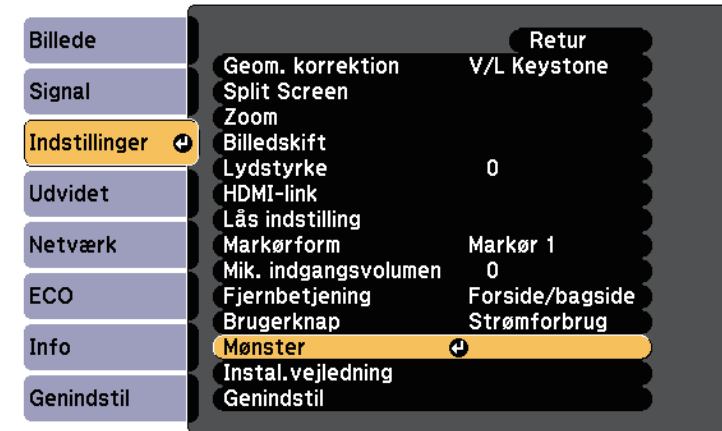 Billede
Signal
Indstillinger
Udvidet
Netværk
ECO
Info
Genindstil
Retur
Geom. korrektion V/L Keystone
Split Screen
Zoom
Billedskift
Lydstyrke 0
HDMI-link
Lås indstilling
Markørform Markør 1
Mik. indgangsvolumen 0
Fjernbetjening Forside/bagside
Brugerknap Strømforbrug
Mønster
Instal.vejledning
Genindstil